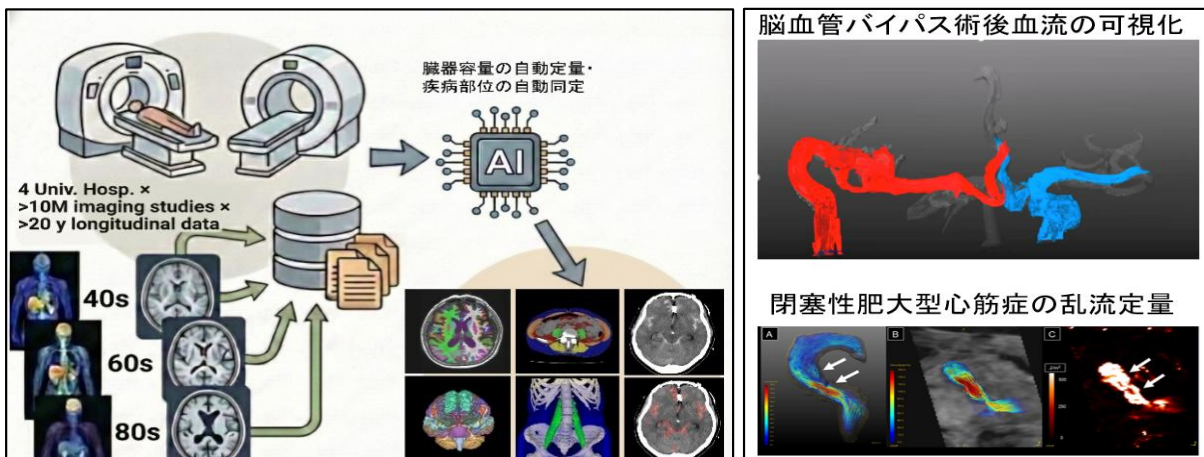 臓器容量の自動定量・
疾病部位の自動同定
AI
4 Univ. Hosp. ×
>10M imaging studies ×
>20 y longitudinal data
40s
60s
80s
脳血管バイパス術後血流の可視化
閉塞性肥大型心筋症の乱流定量
A
B
C